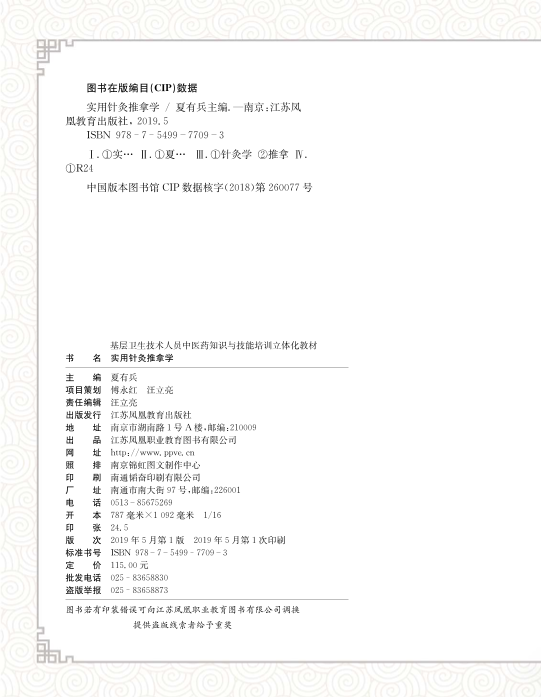 图书在版编目(CIP)数据
实用针灸推拿学 / 夏有兵主编. —南京:江苏凤
凰教育出版社, 2019.5
ISBN 978-7-5499-7709-3
Ⅰ.①实… Ⅱ.①夏… Ⅲ.①针灸学 ②推拿 Ⅳ.
①R24
中国版本图书馆 CIP 数据核字(2018)第 260077 号
基层卫生技术人员中医药知识与技能培训立体化教材
书 名 实用针灸推拿学
主 编 夏有兵
项目策划 傅永红 汪立亮
责任编辑 汪立亮
出版发行 江苏凤凰教育出版社
地 址 南京市湖南路 1 号 A 楼,邮编:210009
出 品 江苏凤凰职业教育图书有限公司
网 址 http://www.ppve.cn
照 排 南京锦虹图文制作中心
印 刷 南通韬奋印刷有限公司
厂 址 南通市南大街 97 号,邮编:226001
电 话 0513-85675269
开 本 787 毫米×1 092 毫米 1/16
印 张 24.5
版 次 2019 年 5 月第 1 版 2019 年 5 月第 1 次印刷
标准书号 ISBN 978-7-5499-7709-3
定 价 115.00 元
批发电话 025-83658830
盗版举报 025-83658873
图书若有印装错误可向江苏凤凰职业教育图书有限公司调换
提供盗版线索者给予重奖